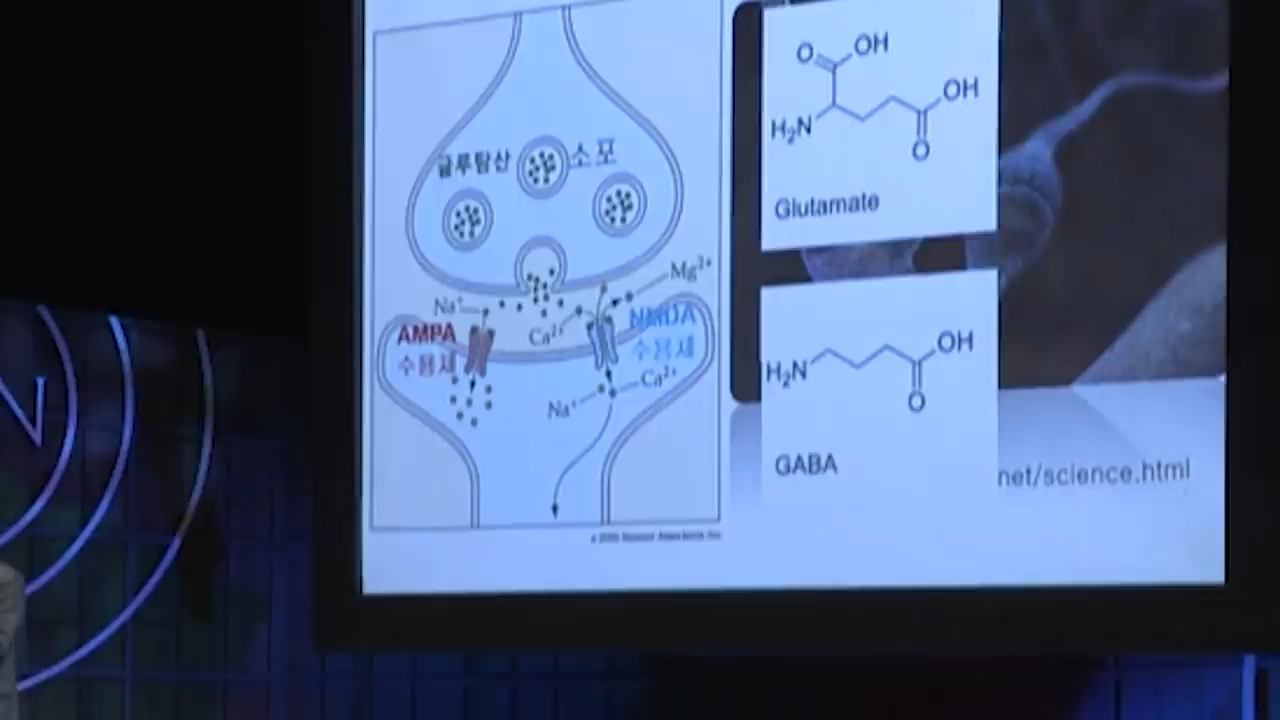 글루탐산
소포
Mg²⁺
Na⁺
AMPA
수용체
Ca²⁺
NMDA
수용체
Ca²⁺
Na⁺
O
OH
OH
H₂N
O
Glutamate
H₂N
OH
O
GABA
net/science.html